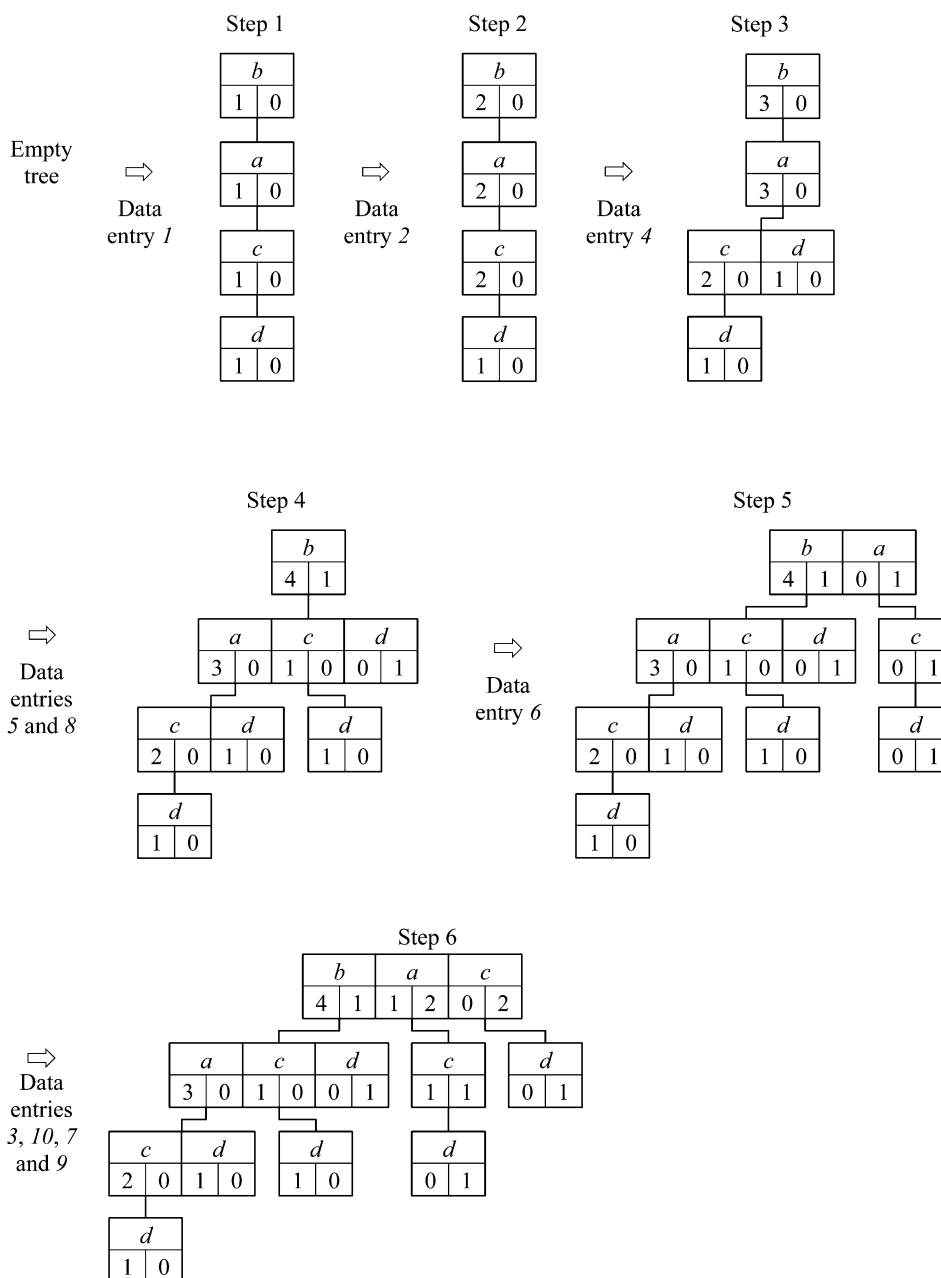 Step 1
Step 2
Step 3
Empty
tree
Data
entry 1
b
1 0
a
1 0
c
1 0
d
1 0
Data
entry 2
b
2 0
a
2 0
c
2 0
d
1 0
Data
entry 4
b
3 0
a
3 0
c d
2 0 1 0
d
1 0
Step 4
Step 5
Data
entries
5 and 8
b
4 1
a c d
3 0 1 0 0 1
c d d
2 0 1 0 1 0
d
1 0
Data
entry 6
b a
4 1 0 1
a c d c
3 0 1 0 0 1 0 1
c d d d
2 0 1 0 1 0 0 1
d
1 0
Step 6
Data
entries
3, 10, 7
and 9
b a c
4 1 1 2 0 2
a c d c d
3 0 1 0 0 1 1 1 0 1
c d d d
2 0 1 0 1 0 0 1
d
1 0